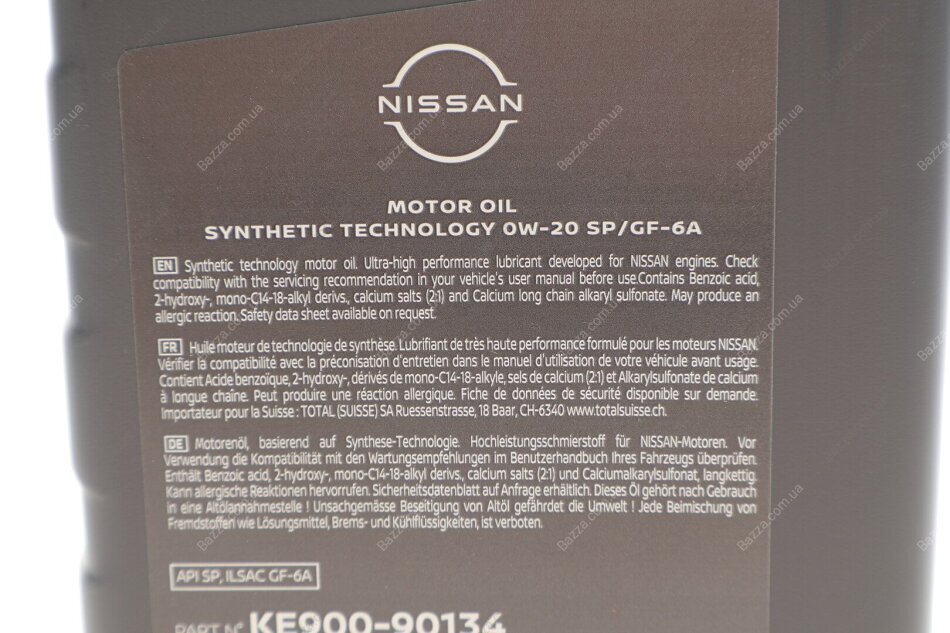 NISSAN
MOTOR OIL
SYNTHETIC TECHNOLOGY 0W-20 SP/GF-6A
EN Synthetic technology motor oil. Ultra-high performance lubricant developed for NISSAN engines. Check
compatibility with the servicing recommendation in your vehicle's user manual before use.Contains Benzoic acid,
2-hydroxy-, mono-C14-18-alkyl derivs., calcium salts (2:1) and Calcium long chain alkaryl sulfonate. May produce an
allergic reaction. Safety data sheet available on request.
FR Huile moteur de technologie de synthèse. Lubrifiant de très haute performance formulé pour les moteurs NISSAN.
Vérifier la compatibilité avec la préconisation d'entretien dans le manuel d'utilisation de votre véhicule avant usage.
Contient Acide benzoïque, 2-hydroxy-, dérivés de mono-C14-18-alkyle, sels de calcium (2:1) et Alkarylsulfonate de calcium
à longue chaine. Peut produire une réaction allergique. Fiche de données de sécurité disponible sur demande.
Importateur pour la Suisse : TOTAL (SUISSE) SA Ruessenstrasse, 18 Baar, CH-6340 www.totalsuisse.ch.
DE Motorenöl, basierend auf Synthese-Technologie. Hochleistungsschmierstoff für NISSAN-Motoren. Vor
Verwendung die Kompatibilität mit den Wartungsempfehlungen im Benutzerhandbuch Ihres Fahrzeugs überprüfen.
Enthält Benzoic acid, 2-hydroxy-, mono-C14-18-alkyl derivs., calcium salts (2:1) und Calciumalkarylsulfonat, langkettig.
Kann allergische Reaktionen hervorrufen. Sicherheitsdatenblatt auf Anfrage erhältlich. Dieses Öl gehört nach Gebrauch
in eine Altölannahmestelle ! Unsachgemässe Beseitigung von Altöl gefährdet die Umwelt ! Jede Beimischung von
Fremdstoffen wie Lösungsmittel, Brems- und Kühlflüssigkeiten, ist verboten.
API SP, ILSAC GF-6A
PART N° KE900-90134
Bazza.com.ua